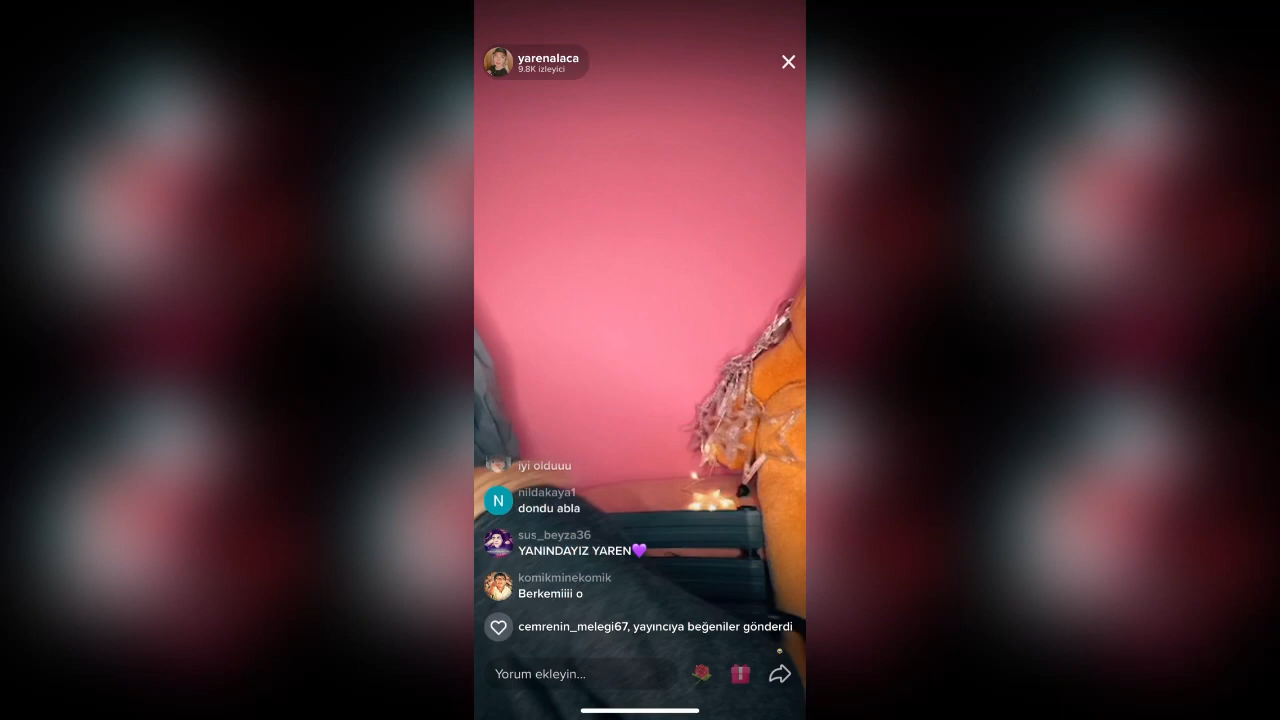 yarenalaca
9.8K izleyici
iyi olduuu
nildakaya1
N
dondu abla
sus_beyza36
YANINDAYIZ YAREN💜
komikminekomik
Berkemiiii o
cemrenin_melegi67, yayıncıya beğeniler gönderdi
Yorum ekleyin...